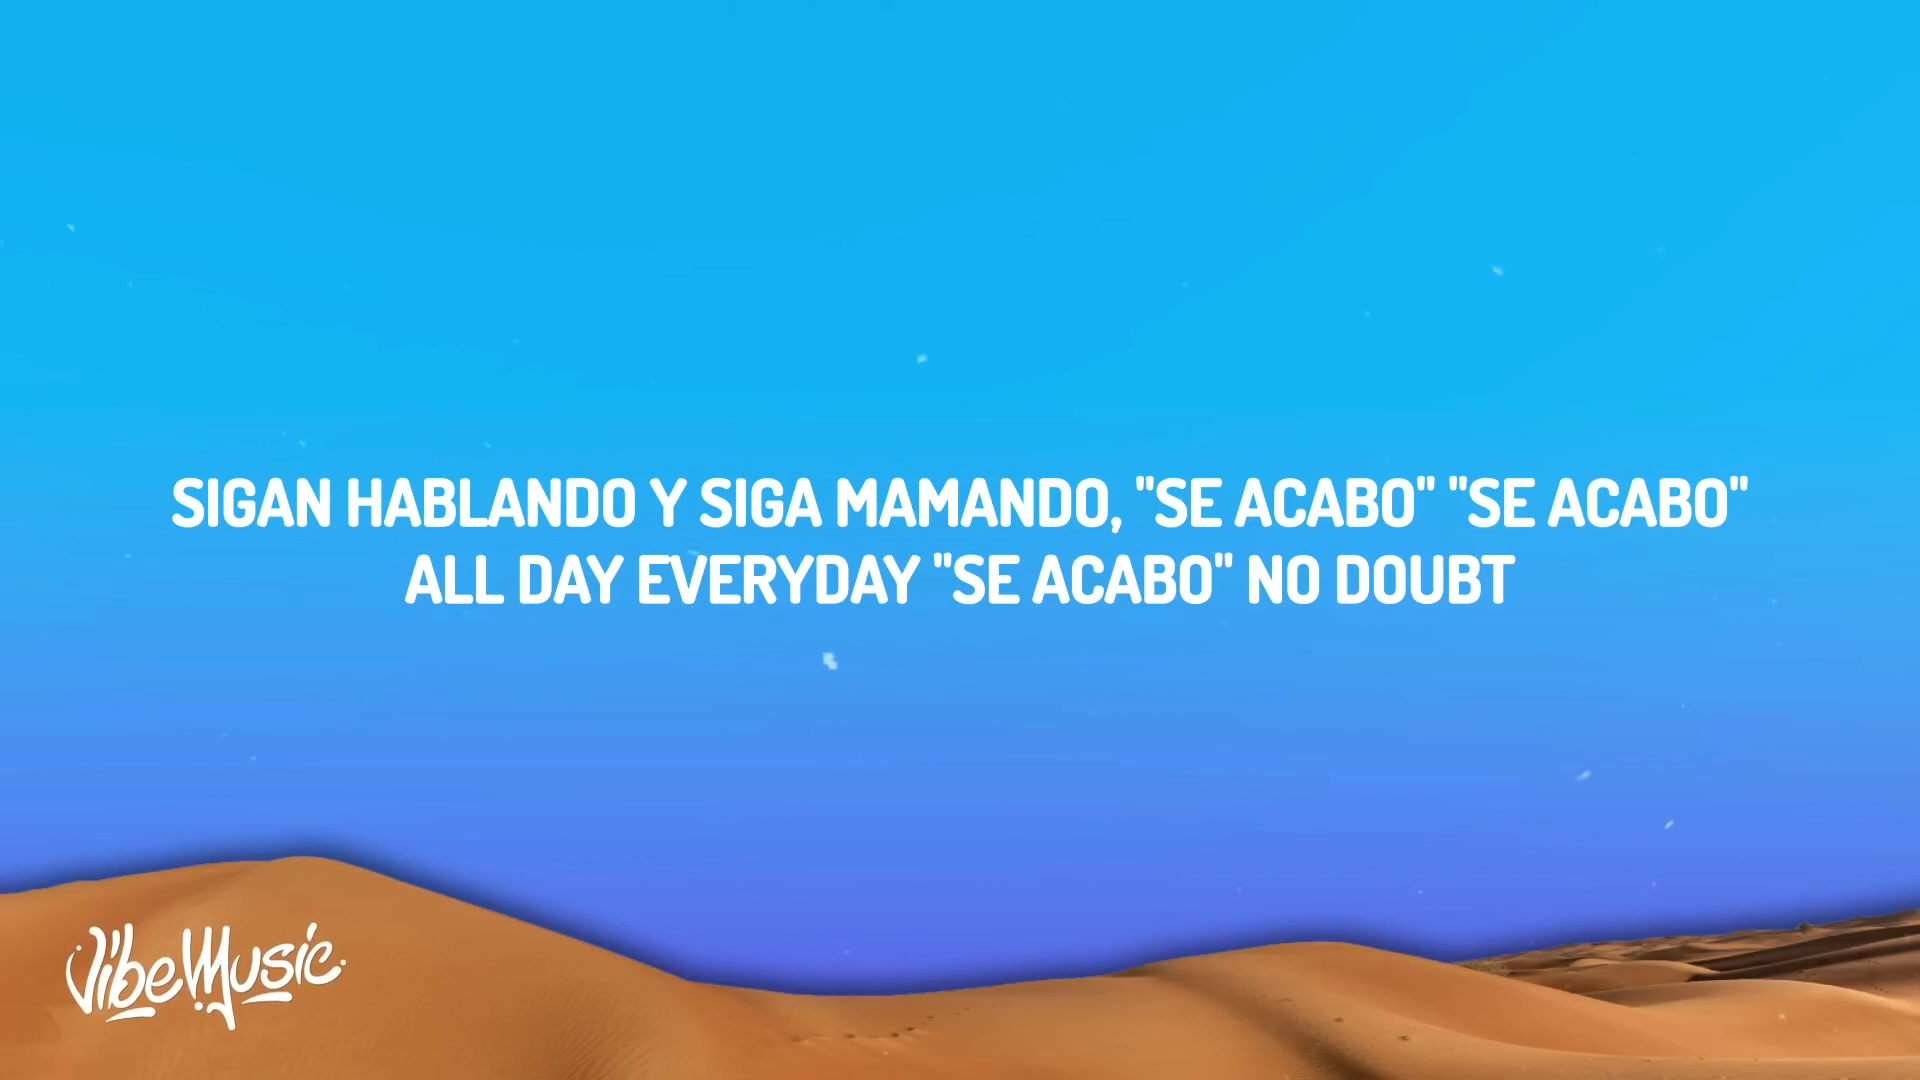 SIGAN HABLANDO Y SIGA MAMANDO, "SE ACABO" "SE ACABO"
ALL DAY EVERYDAY "SE ACABO" NO DOUBT
VibeMusic